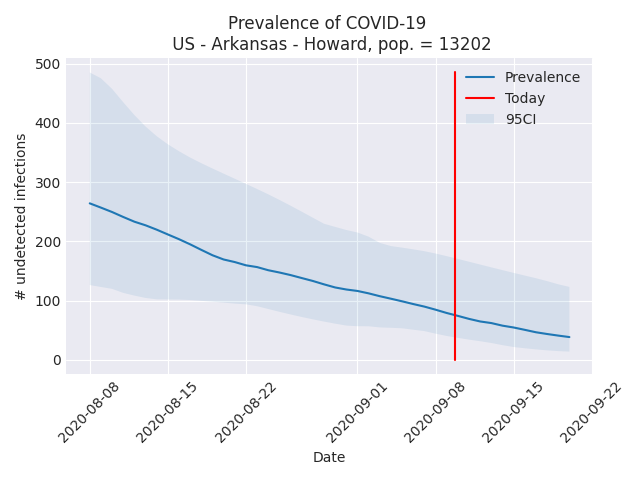 Prevalence of COVID-19
US - Arkansas - Howard, pop. = 13202
500
400
300
200
100
0
# undetected infections
Prevalence
Today
95CI
2020-08-08
2020-08-15
2020-08-22
2020-09-01
2020-09-08
2020-09-15
2020-09-22
Date